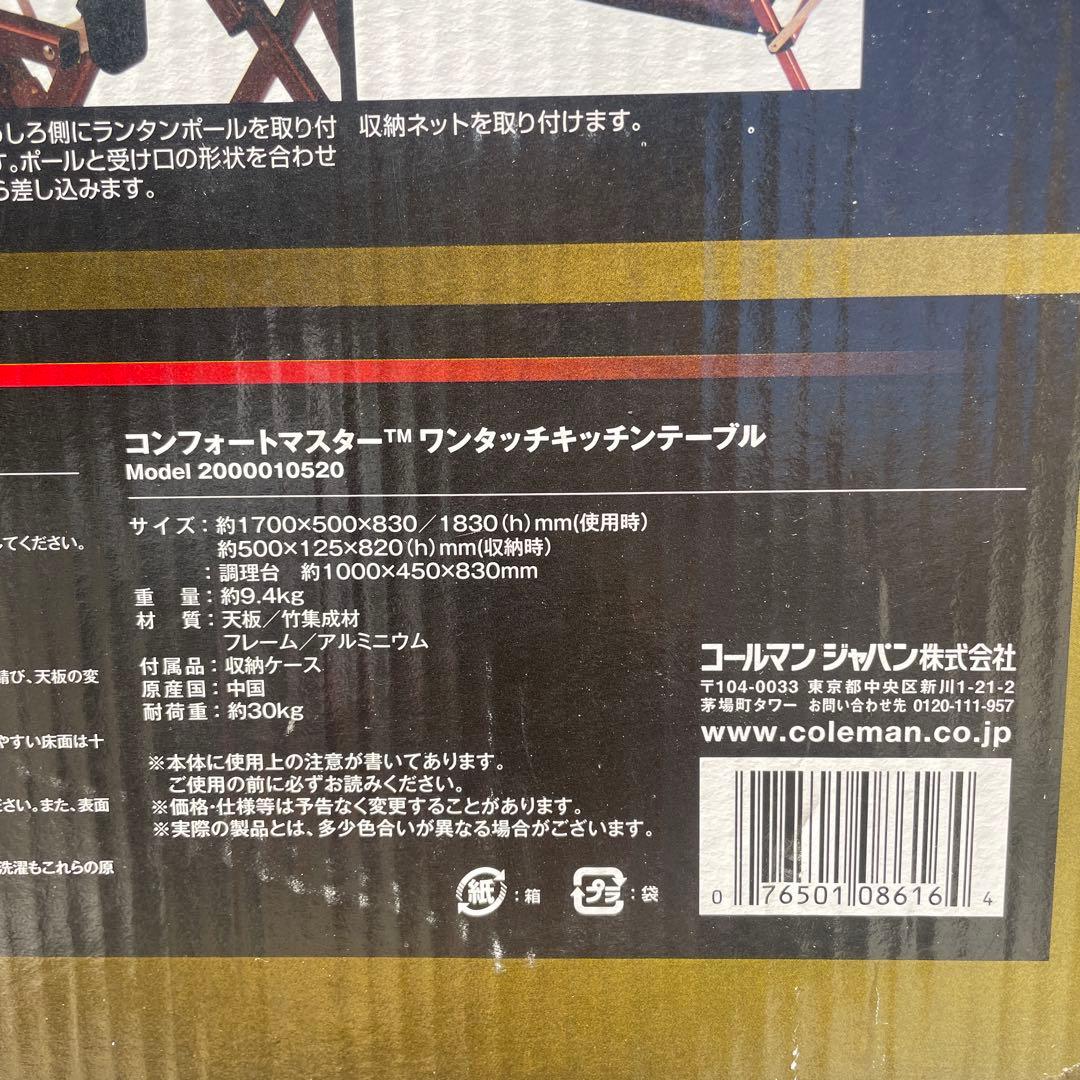 しろ側にランタンポールを取り付
す。ポールと受け口の形状を合わせ
ら差し込みます。
収納ネットを取り付けます。
コンフォートマスター™ ワンタッチキッチンテーブル
Model 2000010520
してください。
サイズ：約1700×500×830／1830(h)mm(使用時)
約500×125×820(h)mm(収納時)
：調理台 約1000×450×830mm
重 量：約9.4kg
材 質：天板／竹集成材
フレーム／アルミニウム
付属品：収納ケース
原産国：中国
耐荷重：約30kg
錆び、天板の変
やすい床面は十
ださい。また、表面
洗濯もこれらの原
※本体に使用上の注意が書いてあります。
ご使用の前に必ずお読みください。
※価格・仕様等は予告なく変更することがあります。
※実際の製品とは、多少色合いが異なる場合がございます。
紙：箱
プラ：袋
コールマン ジャパン株式会社
〒104-0033 東京都中央区新川1-21-2
茅場町タワー お問い合わせ先 0120-111-957
www.coleman.co.jp
0 76501 08616 4